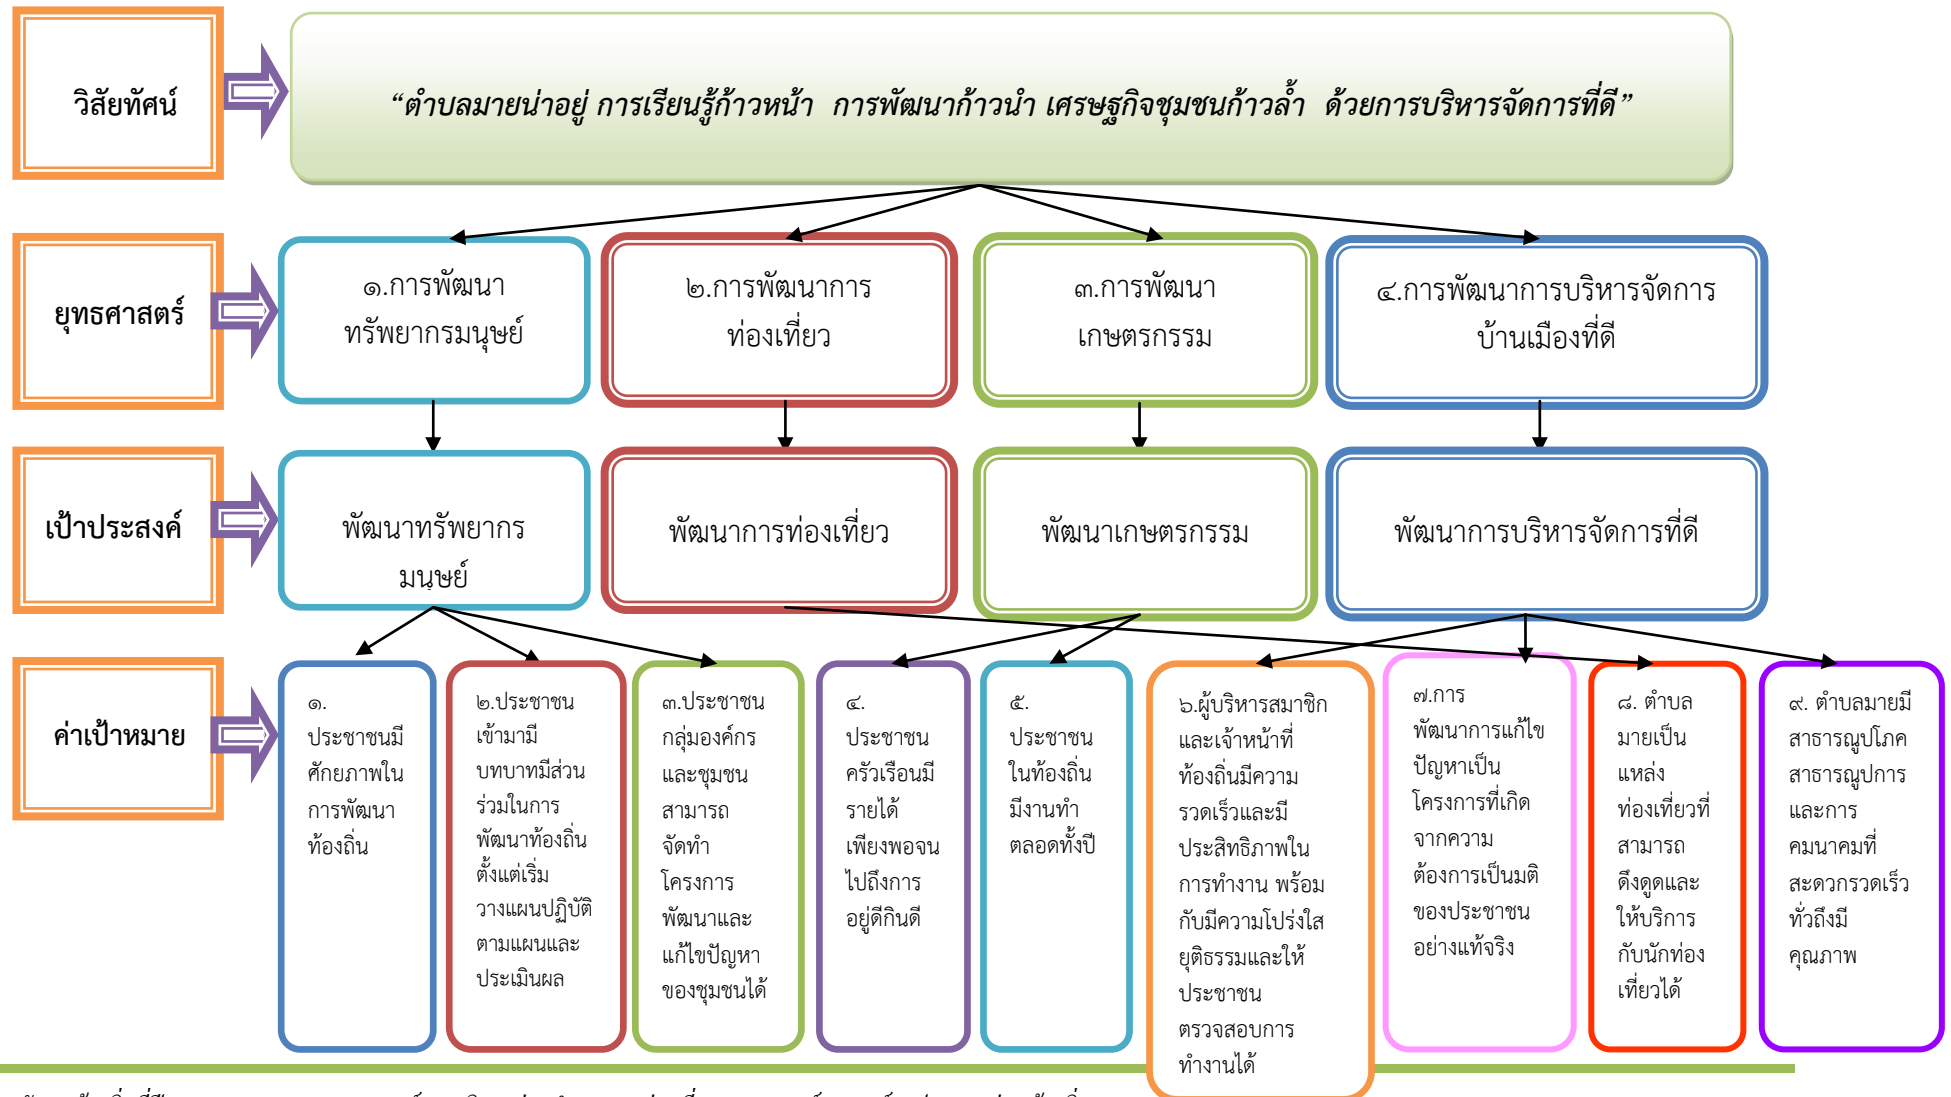 วิสัยทัศน์
“ตำบลมายน่าอยู่ การเรียนรู้ก้าวหน้า การพัฒนาก้าวนำ เศรษฐกิจชุมชนก้าวล้ำ ด้วยการบริหารจัดการที่ดี”
ยุทธศาสตร์
๑.การพัฒนา
ทรัพยากรมนุษย์
๒.การพัฒนาการ
ท่องเที่ยว
๓.การพัฒนา
เกษตรกรรม
๔.การพัฒนาการบริหารจัดการ
บ้านเมืองที่ดี
เป้าประสงค์
พัฒนาทรัพยากร
มนุษย์
พัฒนาการท่องเที่ยว
พัฒนาเกษตรกรรม
พัฒนาการบริหารจัดการที่ดี
ค่าเป้าหมาย
๑.
ประชาชนมี
ศักยภาพใน
การพัฒนา
ท้องถิ่น
๒.ประชาชน
เข้ามามี
บทบาทมีส่วน
ร่วมในการ
พัฒนาท้องถิ่น
ตั้งแต่เริ่ม
วางแผนปฏิบัติ
ตามแผนและ
ประเมินผล
๓.ประชาชน
กลุ่มองค์กร
และชุมชน
สามารถ
จัดทำ
โครงการ
พัฒนาและ
แก้ไขปัญหา
ของชุมชนได้
๔.
ประชาชน
ครัวเรือนมี
รายได้
เพียงพอจน
ไปถึงการ
อยู่ดีกินดี
๕.
ประชาชน
ในท้องถิ่น
มีงานทำ
ตลอดทั้งปี
๖.ผู้บริหารสมาชิก
และเจ้าหน้าที่
ท้องถิ่นมีความ
รวดเร็วและมี
ประสิทธิภาพใน
การทำงาน พร้อม
กับมีความโปร่งใส
ยุติธรรมและให้
ประชาชน
ตรวจสอบการ
ทำงานได้
๗.การ
พัฒนาการแก้ไข
ปัญหาเป็น
โครงการที่เกิด
จากความ
ต้องการเป็นมติ
ของประชาชน
อย่างแท้จริง
๘. ตำบล
มายเป็น
แหล่ง
ท่องเที่ยวที่
สามารถ
ดึงดูดและ
ให้บริการ
กับนักท่อง
เที่ยวได้
๙. ตำบลมายมี
สาธารณูปโภค
สาธารณูปการ
และการ
คมนาคมที่
สะดวกรวดเร็ว
ทั่วถึงมี
คุณภาพ